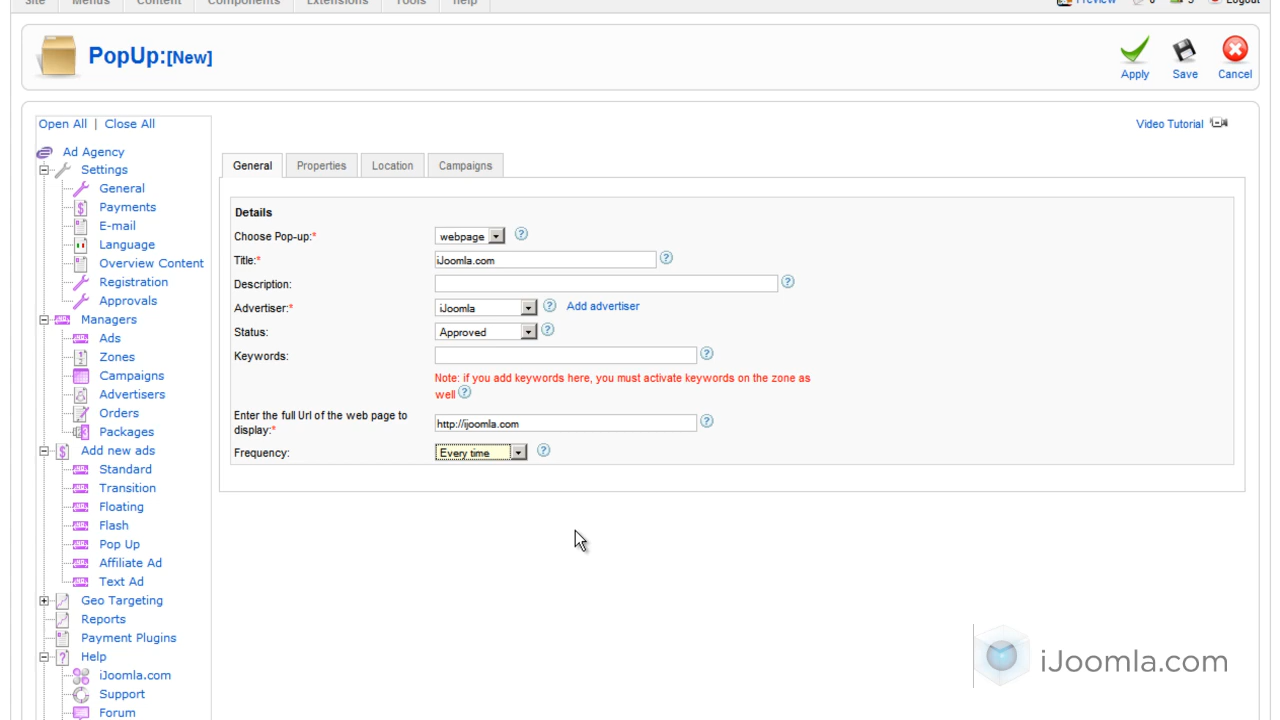 Site Menus Content Components Extensions Tools Help Preview 0 Logout
PopUp:[New]
Apply Save Cancel
Open All | Close All
Video Tutorial
Ad Agency
Settings
General
Payments
E-mail
Language
Overview Content
Registration
Approvals
Managers
Ads
Zones
Campaigns
Advertisers
Orders
Packages
Add new ads
Standard
Transition
Floating
Flash
Pop Up
Affiliate Ad
Text Ad
Geo Targeting
Reports
Payment Plugins
Help
iJoomla.com
Support
Forum
General Properties Location Campaigns
Details
Choose Pop-up:* webpage
Title:* iJoomla.com
Description:
Advertiser:* iJoomla Add advertiser
Status: Approved
Keywords:
Note: if you add keywords here, you must activate keywords on the zone as
well
Enter the full Url of the web page to
display:* http://ijoomla.com
Frequency: Every time
iJoomla.com